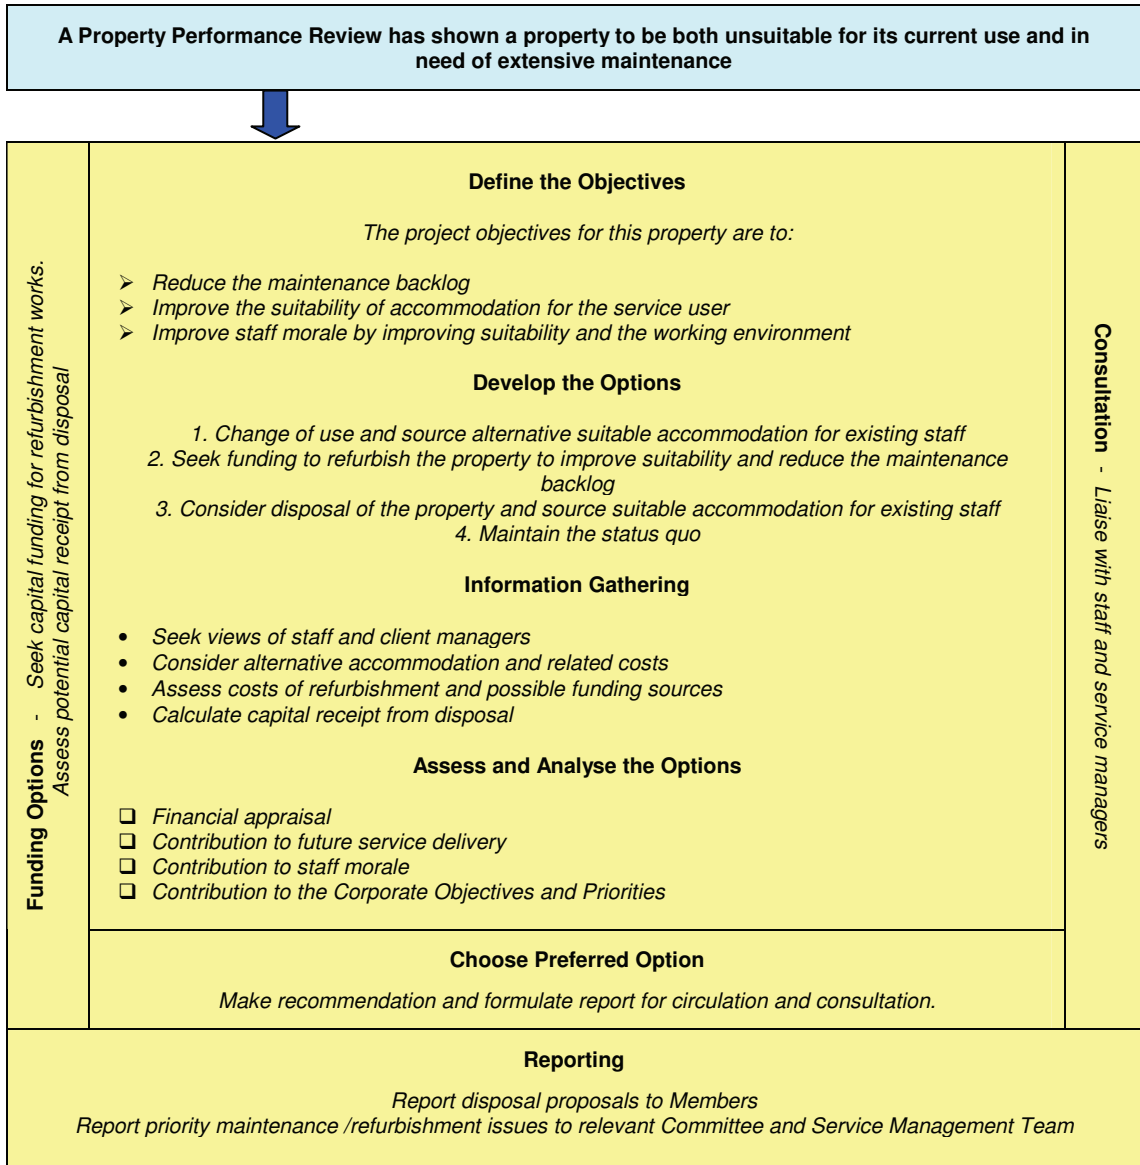 A Property Performance Review has shown a property to be both unsuitable for its current use and in
need of extensive maintenance
Funding Options - Seek capital funding for refurbishment works.
Assess potential capital receipt from disposal
Define the Objectives
The project objectives for this property are to:
➢ Reduce the maintenance backlog
➢ Improve the suitability of accommodation for the service user
➢ Improve staff morale by improving suitability and the working environment
Develop the Options
1. Change of use and source alternative suitable accommodation for existing staff
2. Seek funding to refurbish the property to improve suitability and reduce the maintenance
backlog
3. Consider disposal of the property and source suitable accommodation for existing staff
4. Maintain the status quo
Information Gathering
• Seek views of staff and client managers
• Consider alternative accommodation and related costs
• Assess costs of refurbishment and possible funding sources
• Calculate capital receipt from disposal
Assess and Analyse the Options
❑ Financial appraisal
❑ Contribution to future service delivery
❑ Contribution to staff morale
❑ Contribution to the Corporate Objectives and Priorities
Consultation - Liaise with staff and service managers
Choose Preferred Option
Make recommendation and formulate report for circulation and consultation.
Reporting
Report disposal proposals to Members
Report priority maintenance /refurbishment issues to relevant Committee and Service Management Team